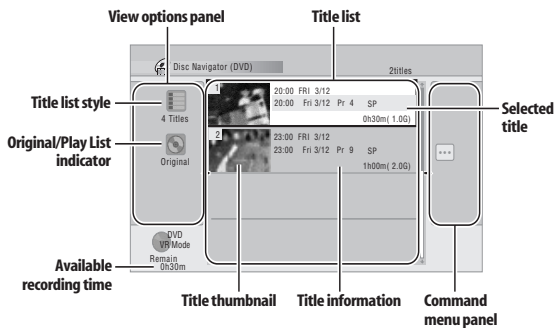 View options panel
Title list
Disc Navigator (DVD)
2titles
1
20:00 FRI 3/12
20:00 Fri 3/12 Pr 4 SP
0h30m( 1.0G)
4 Titles
2
23:00 FRI 3/12
23:00 Fri 3/12 Pr 9 SP
1h00m( 2.0G)
Original
DVD
VR Mode
Remain
0h30m
Title list style
Original/Play List
indicator
Available
recording time
Selected
title
Title thumbnail
Title information
Command
menu panel